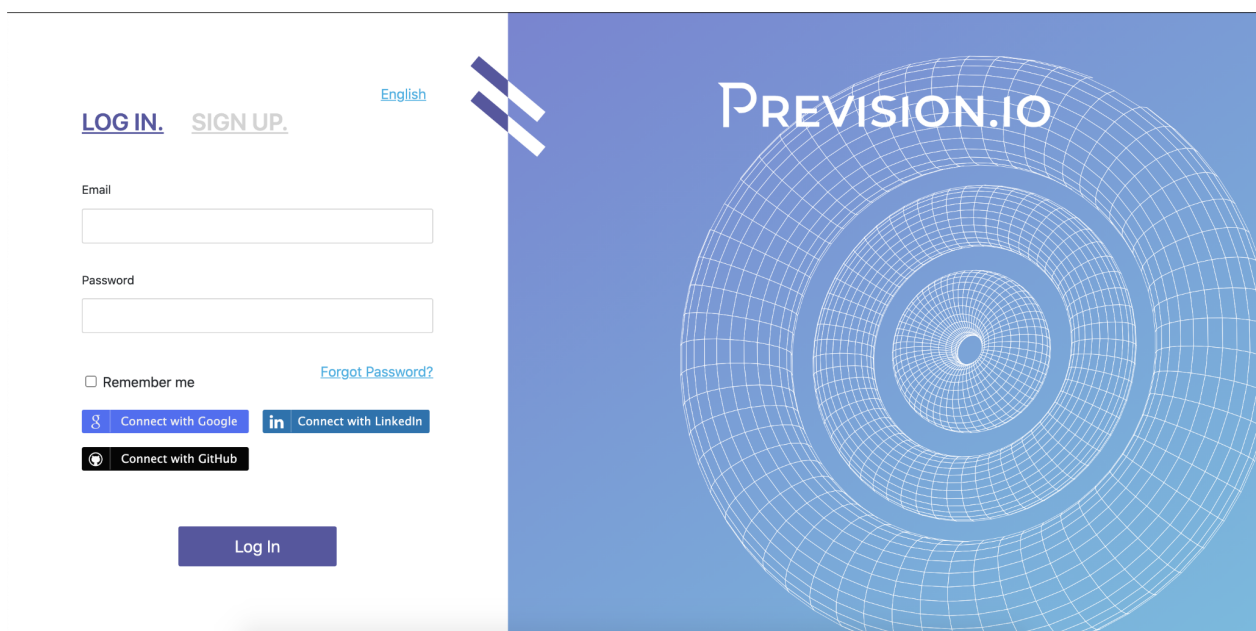 English
LOG IN. SIGN UP.
Email
Password
Forgot Password?
Remember me
g Connect with Google in Connect with LinkedIn
Connect with GitHub
Log In
PREVISION.IO